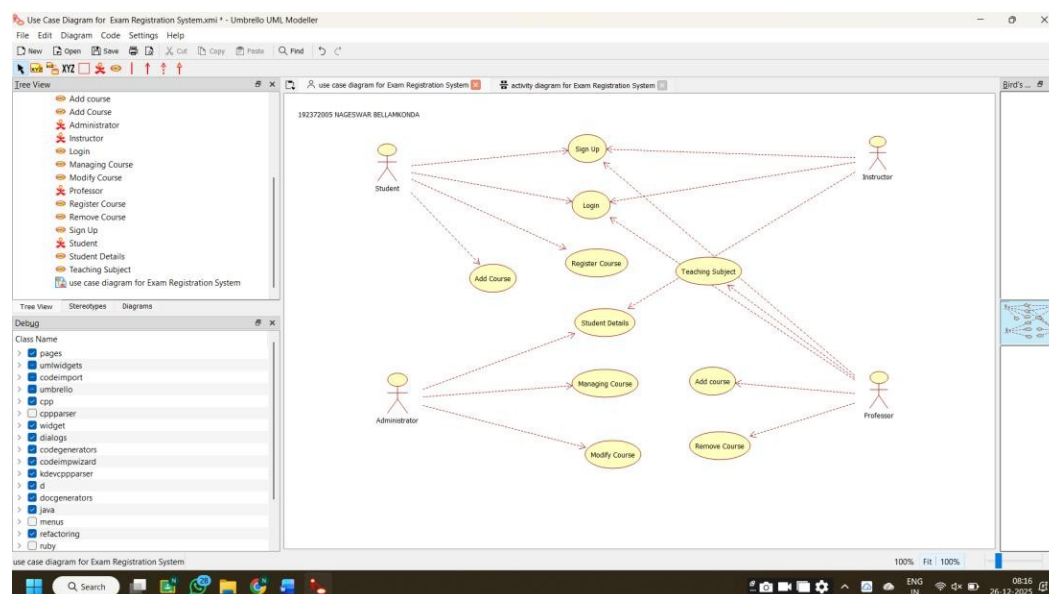 Use Case Diagram for Exam Registration System.xmi * - Umbrello UML Modeller
File Edit Diagram Code Settings Help
New Open Save Cut Copy Paste Find
XYZ XYZ
Tree View
use case diagram for Exam Registration System
activity diagram for Exam Registration System
Bird's ...
Add course
Add Course
Administrator
Instructor
Login
Managing Course
Modify Course
Professor
Register Course
Remove Course
Sign Up
Student
Student Details
Teaching Subject
use case diagram for Exam Registration System
Tree View Stereotypes Diagrams
Debug
Class Name
pages
umlwidgets
codeimport
umbrello
cpp
cppparser
widget
dialogs
codegenerators
codeimpwizard
kdevcppparser
d
docgenerators
java
menus
refactoring
ruby
192372005 NAGESWAR BELLAMKONDA
Sign Up
Student
Instructor
Login
Register Course
Add Course
Teaching Subject
Student Details
Managing Course
Add course
Administrator
Professor
Remove Course
Modify Course
use case diagram for Exam Registration System
100% Fit 100%
Search
28
ENG
IN
08:16
26-12-2025